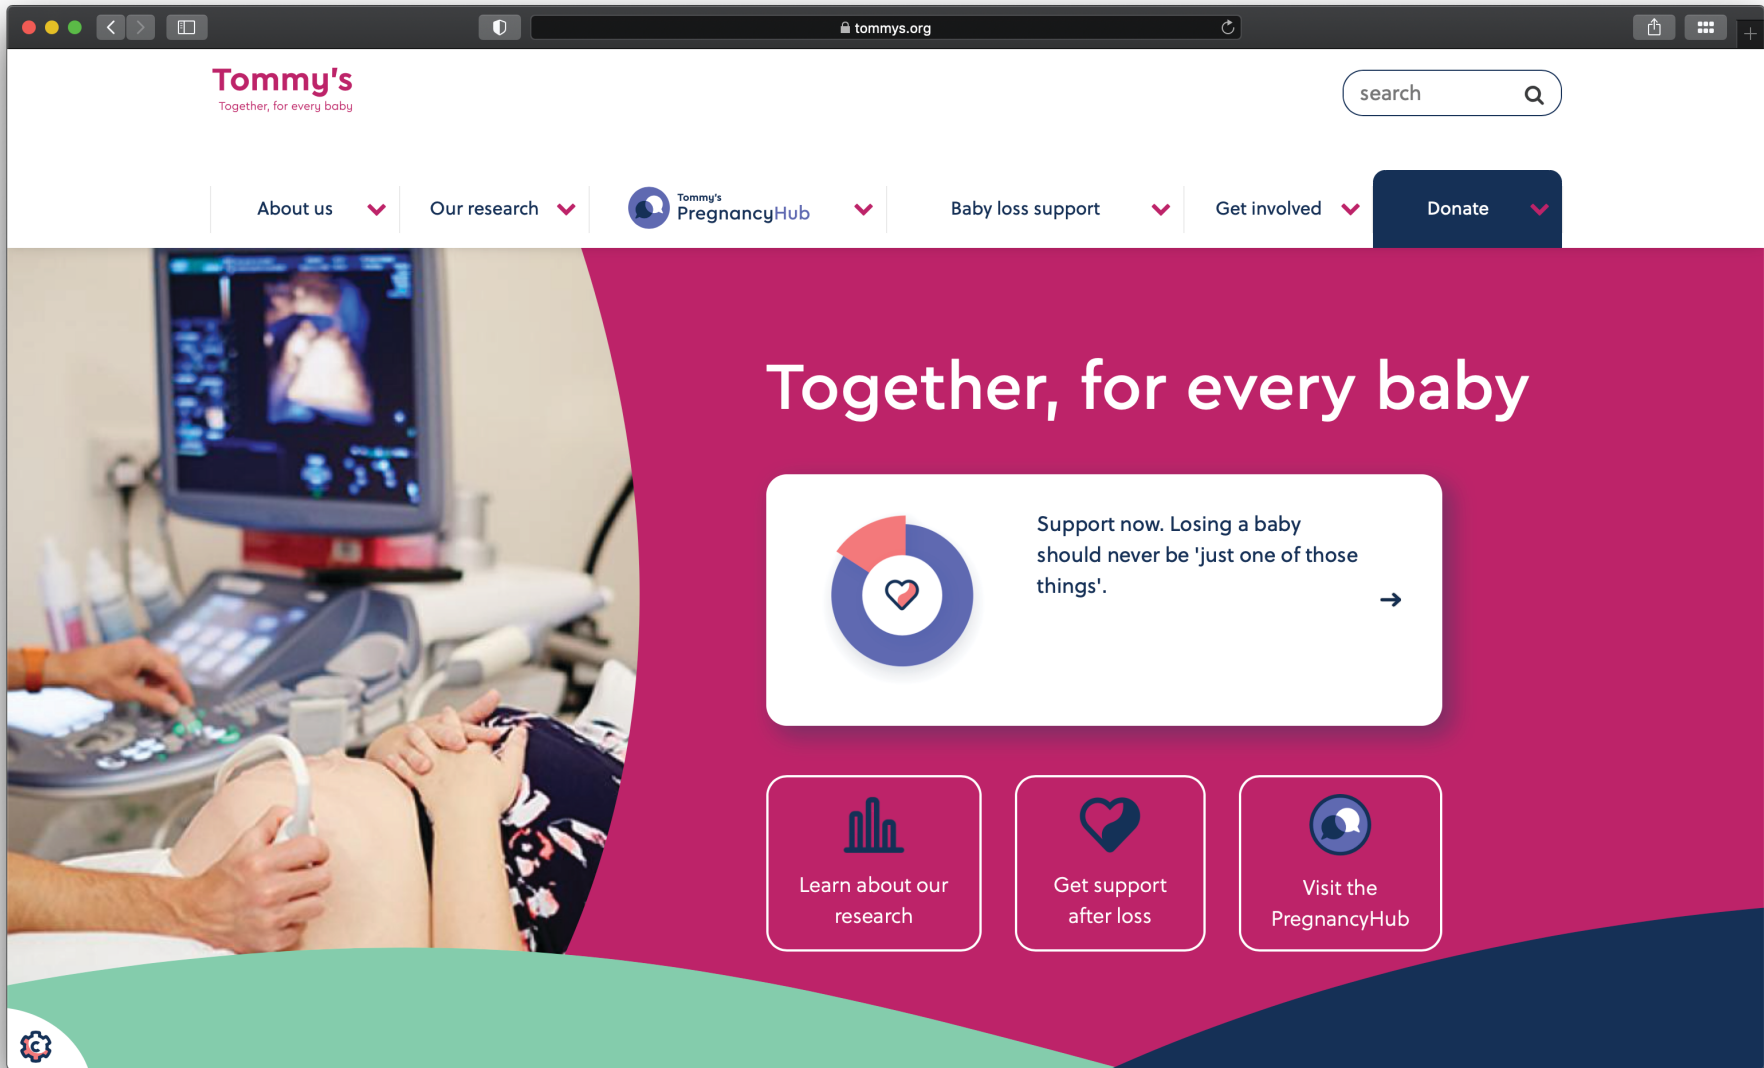 tommys.org
Tommy's
Together, for every baby
search
About us
Our research
Tommy's
PregnancyHub
Baby loss support
Get involved
Donate
Together, for every baby
Support now. Losing a baby
should never be 'just one of those
things'.
Learn about our
research
Get support
after loss
Visit the
PregnancyHub
C